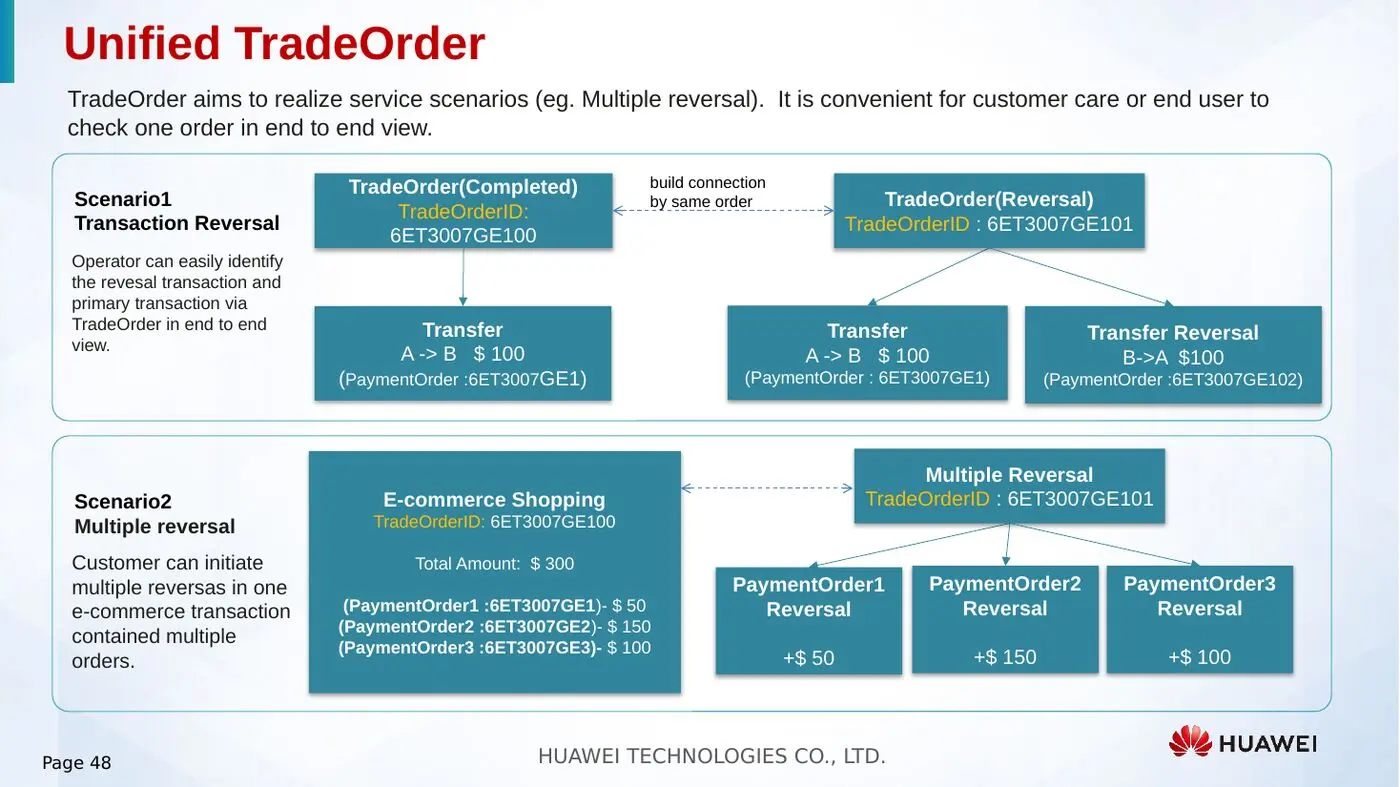 Unified TradeOrder
TradeOrder aims to realize service scenarios (eg. Multiple reversal).  It is convenient for customer care or end user to
check one order in end to end view.
Scenario1
Transaction Reversal
Operator can easily identify
the revesal transaction and
primary transaction via
TradeOrder in end to end
view.
TradeOrder(Completed)
TradeOrderID:
6ET3007GE100
build connection
by same order
TradeOrder(Reversal)
TradeOrderID : 6ET3007GE101
Transfer
A -> B   $ 100
(PaymentOrder :6ET3007GE1)
Transfer
A -> B   $ 100
(PaymentOrder : 6ET3007GE1)
Transfer Reversal
B->A  $100
(PaymentOrder :6ET3007GE102)
Scenario2
Multiple reversal
Customer can initiate
multiple reversas in one
e-commerce transaction
contained multiple
orders.
E-commerce Shopping
TradeOrderID: 6ET3007GE100
Total Amount:  $ 300
(PaymentOrder1 :6ET3007GE1)- $ 50
(PaymentOrder2 :6ET3007GE2)- $ 150
(PaymentOrder3 :6ET3007GE3)- $ 100
Multiple Reversal
TradeOrderID : 6ET3007GE101
PaymentOrder1
Reversal
+$ 50
PaymentOrder2
Reversal
+$ 150
PaymentOrder3
Reversal
+$ 100
Page 48
HUAWEI TECHNOLOGIES CO., LTD.
HUAWEI